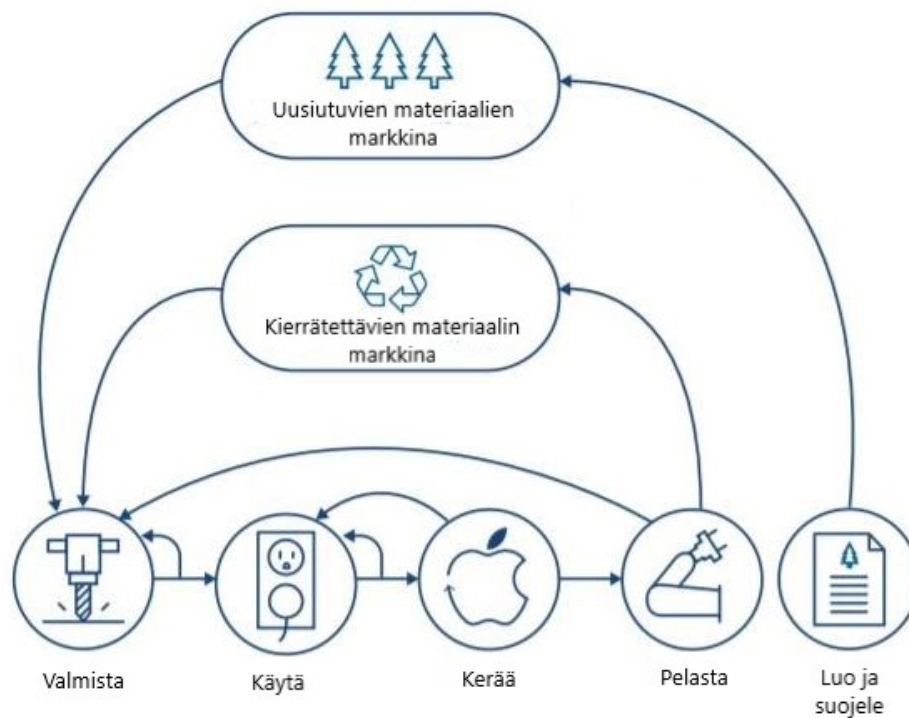 Uusiutuvien materiaalien
markkina
Kierrätettävien materiaalin
markkina
Valmista
Käytä
Kerää
Pelasta
Luo ja
suojele